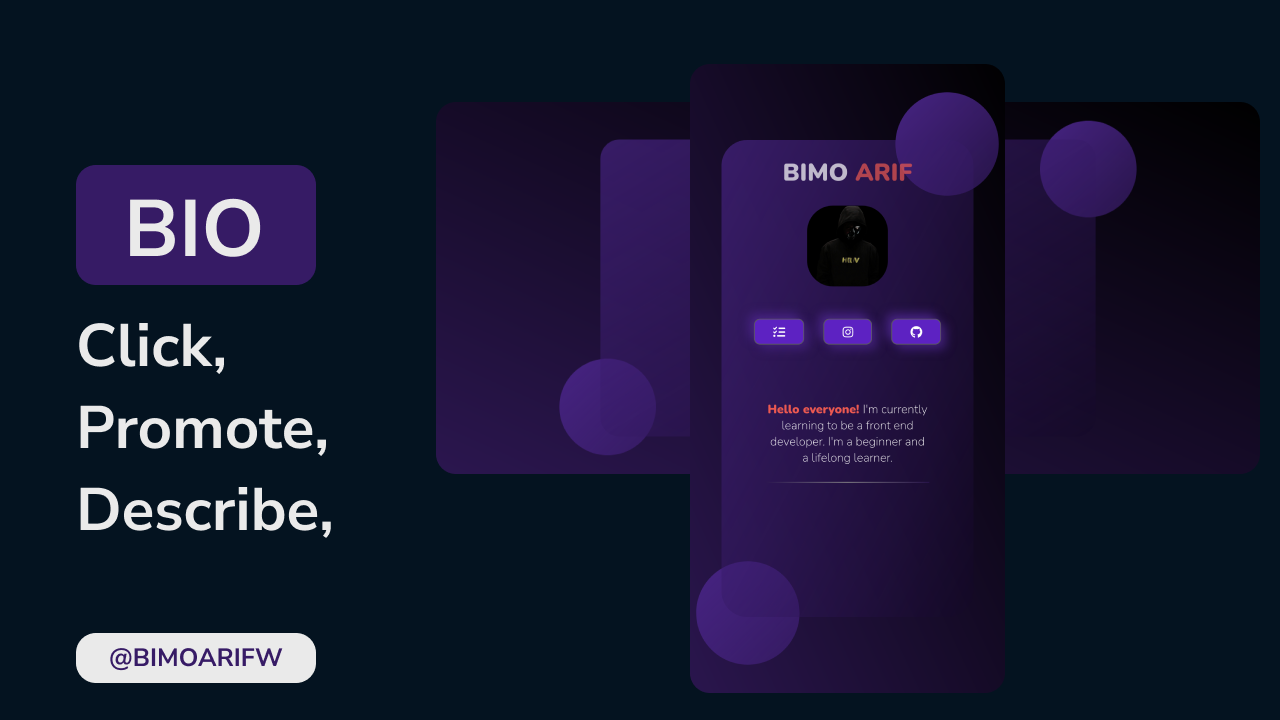 BIO
Click,
Promote,
Describe,
@BIMOARIFW
BIMO ARIF
Hello everyone! I'm currently
learning to be a front end
developer. I'm a beginner and
a lifelong learner.